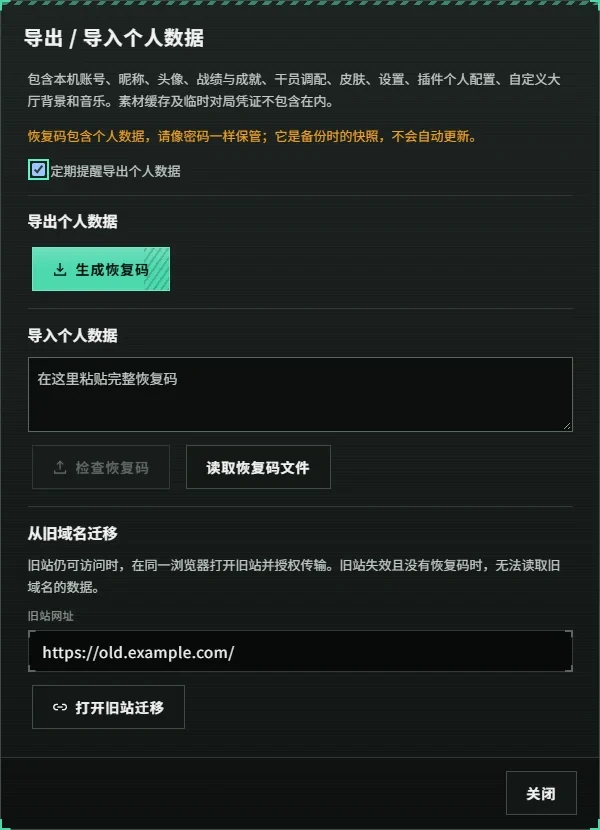 导出 / 导入个人数据
包含本机账号、昵称、头像、战绩与成就、干员调配、皮肤、设置、插件个人配置、自定义大
厅背景和音乐。素材缓存及临时对局凭证不包含在内。
恢复码包含个人数据，请像密码一样保管；它是备份时的快照，不会自动更新。
定期提醒导出个人数据
导出个人数据
生成恢复码
导入个人数据
在这里粘贴完整恢复码
检查恢复码
读取恢复码文件
从旧域名迁移
旧站仍可访问时，在同一浏览器打开旧站并授权传输。旧站失效且没有恢复码时，无法读取旧
域名的数据。
旧站网址
https://old.example.com/
打开旧站迁移
关闭